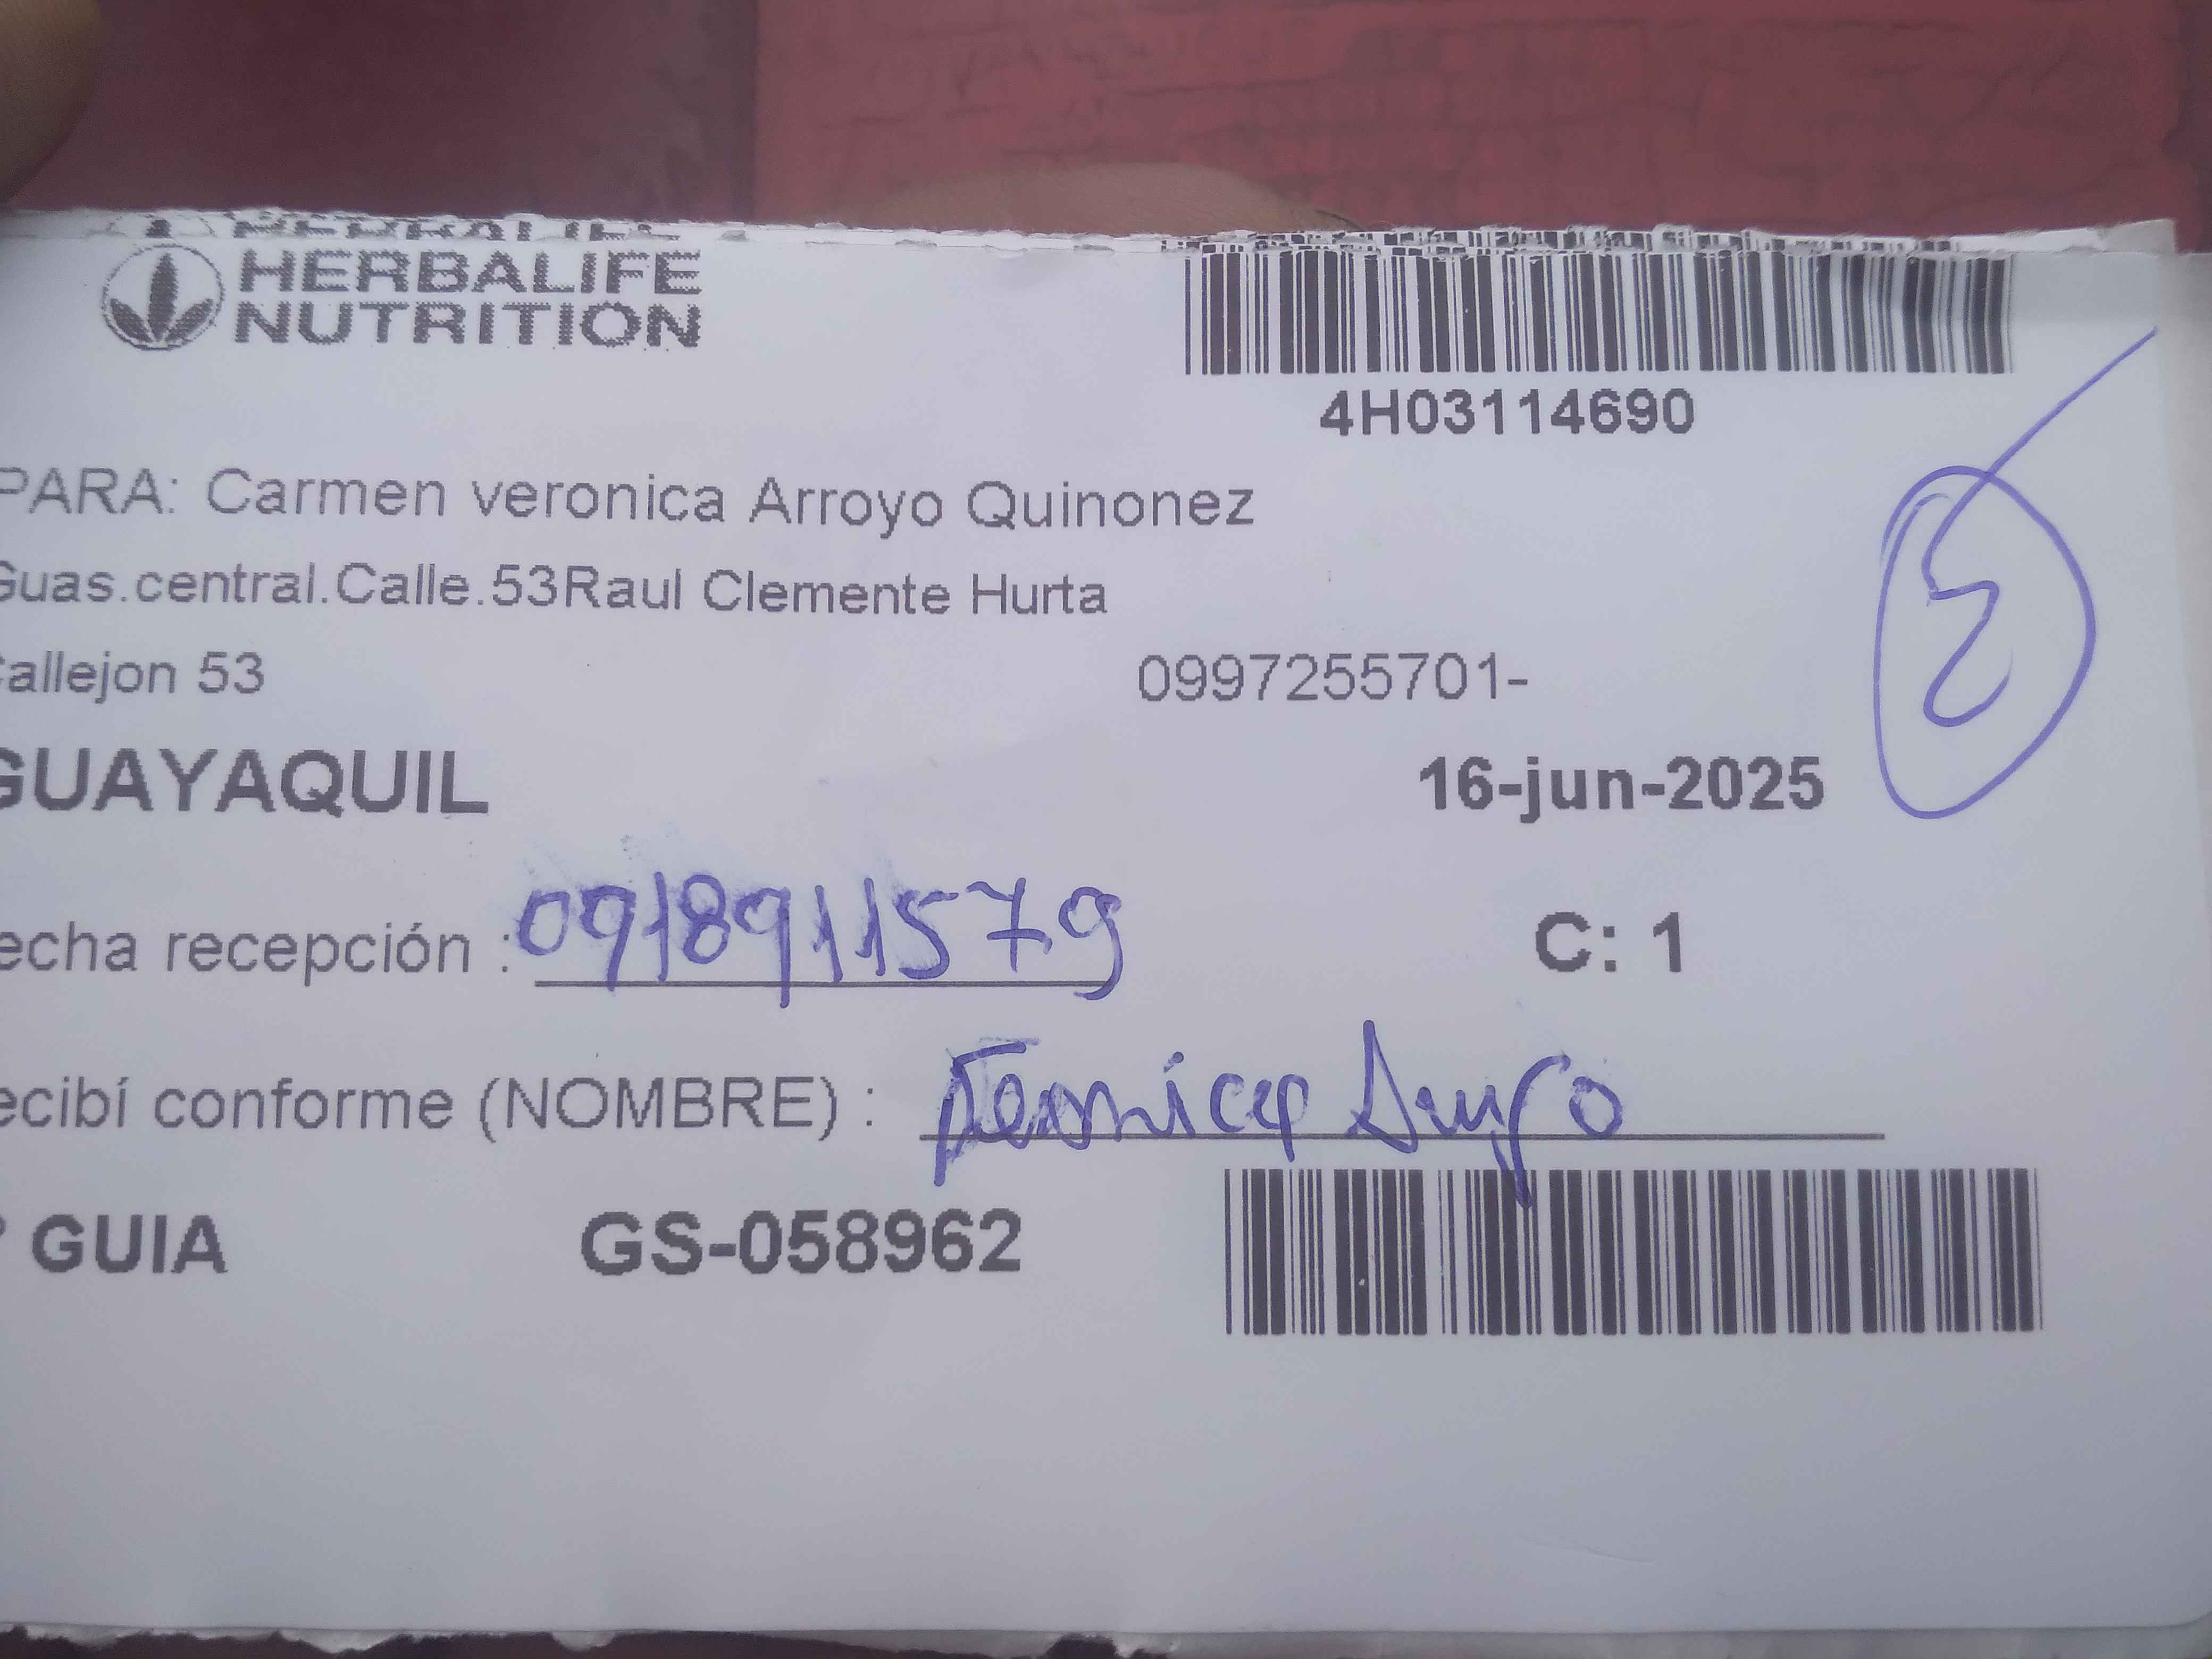 HERBALIFE
NUTRITION
4H03114690
PARA: Carmen veronica Arroyo Quinonez
Guas.central.Calle.53Raul Clemente Hurta
Callejon 53
0997255701-
GUAYAQUIL
16-jun-2025
echa recepción : 0918911579
C: 1
ecibí conforme (NOMBRE) :
GUIA
GS-058962